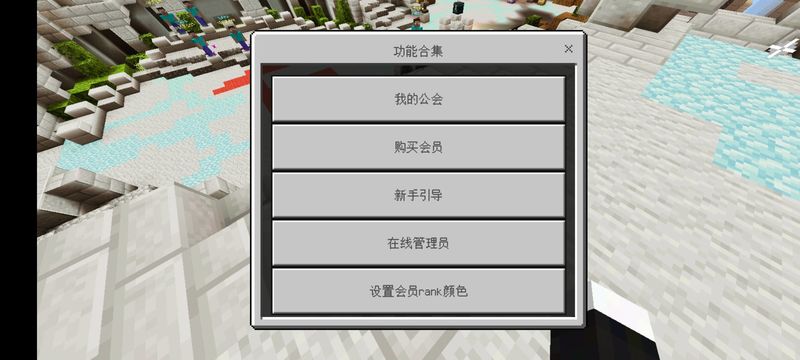 功能合集
我的公会
购买会员
新手引导
在线管理员
设置会员rank颜色